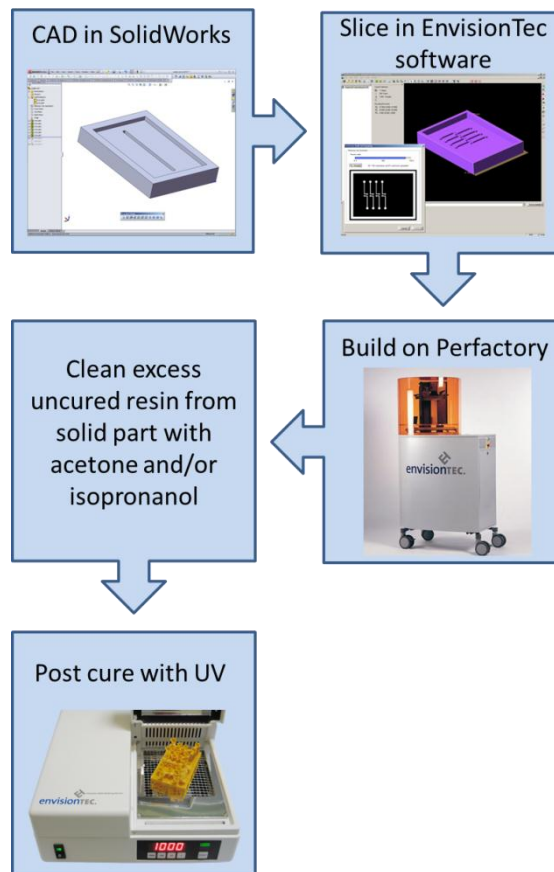 CAD in SolidWorks
Slice in EnvisionTec
software
Build on Perfactory
envisionTEC.
Clean excess
uncured resin from
solid part with
acetone and/or
isopronanol
Post cure with UV
envisionTEC.
1000